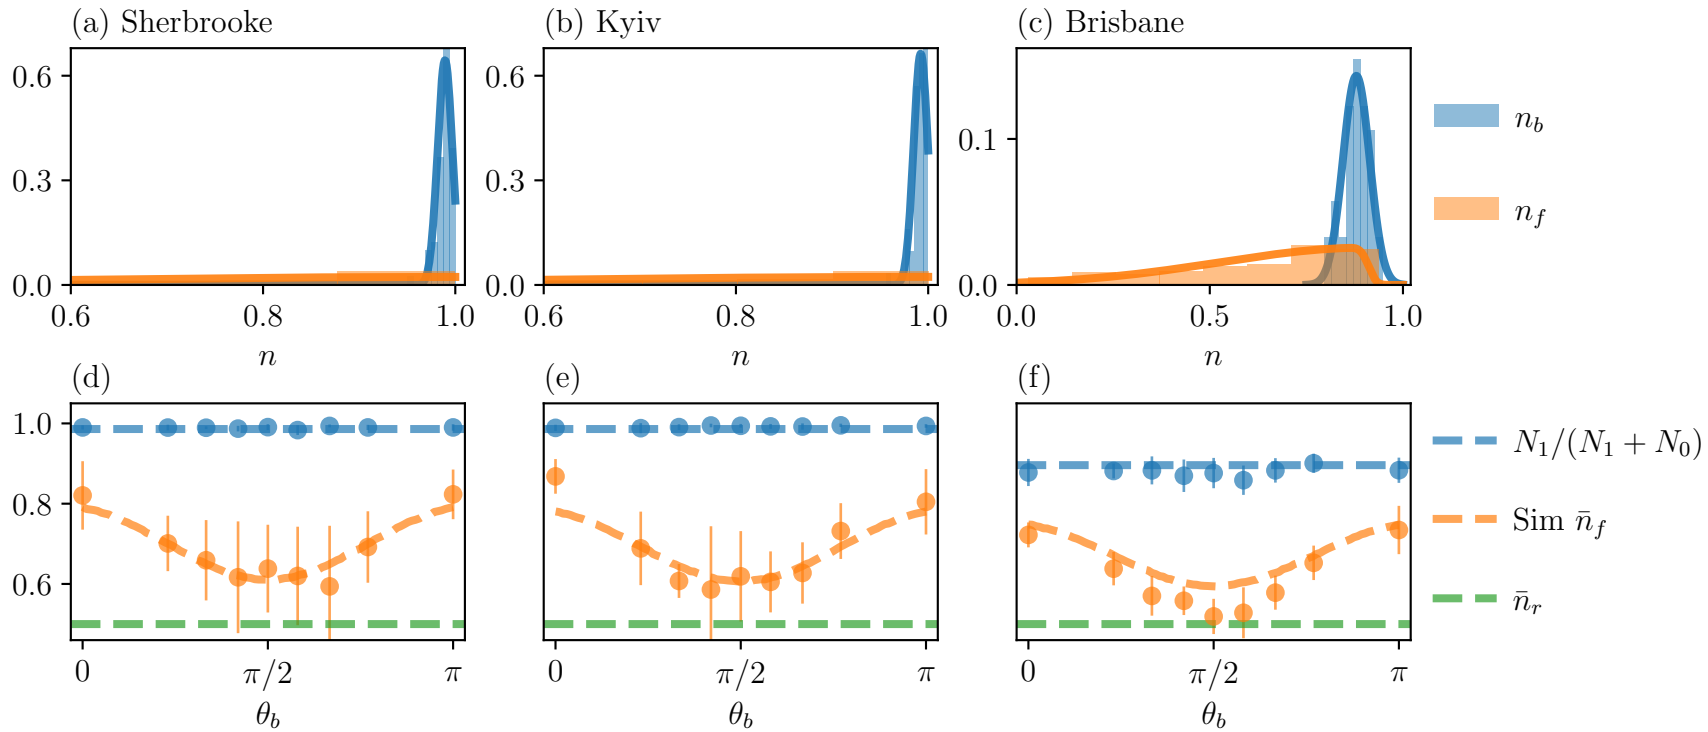 (a) Sherbrooke
(b) Kyiv
(c) Brisbane
0.6
0.3
0.0
0.6
0.8
1.0
n
0.6
0.3
0.0
0.6
0.8
1.0
n
0.1
0.0
0.0
0.5
1.0
n
n_b
n_f
(d)
(e)
(f)
1.0
0.8
0.6
0
π/2
π
θ_b
0
π/2
π
θ_b
0
π/2
π
θ_b
N_1/(N_1 + N_0)
Sim n̄_f
n̄_r